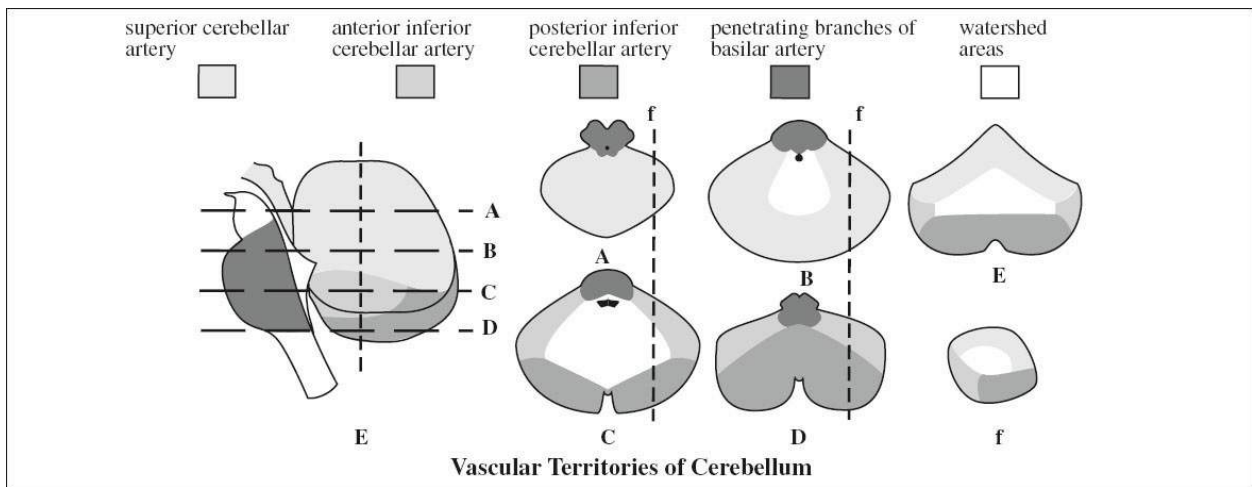 superior cerebellar
artery
anterior inferior
cerebellar artery
posterior inferior
cerebellar artery
penetrating branches of
basilar artery
watershed
areas
f
f
A
B
C
D
A
B
E
E
C
D
f
Vascular Territories of Cerebellum